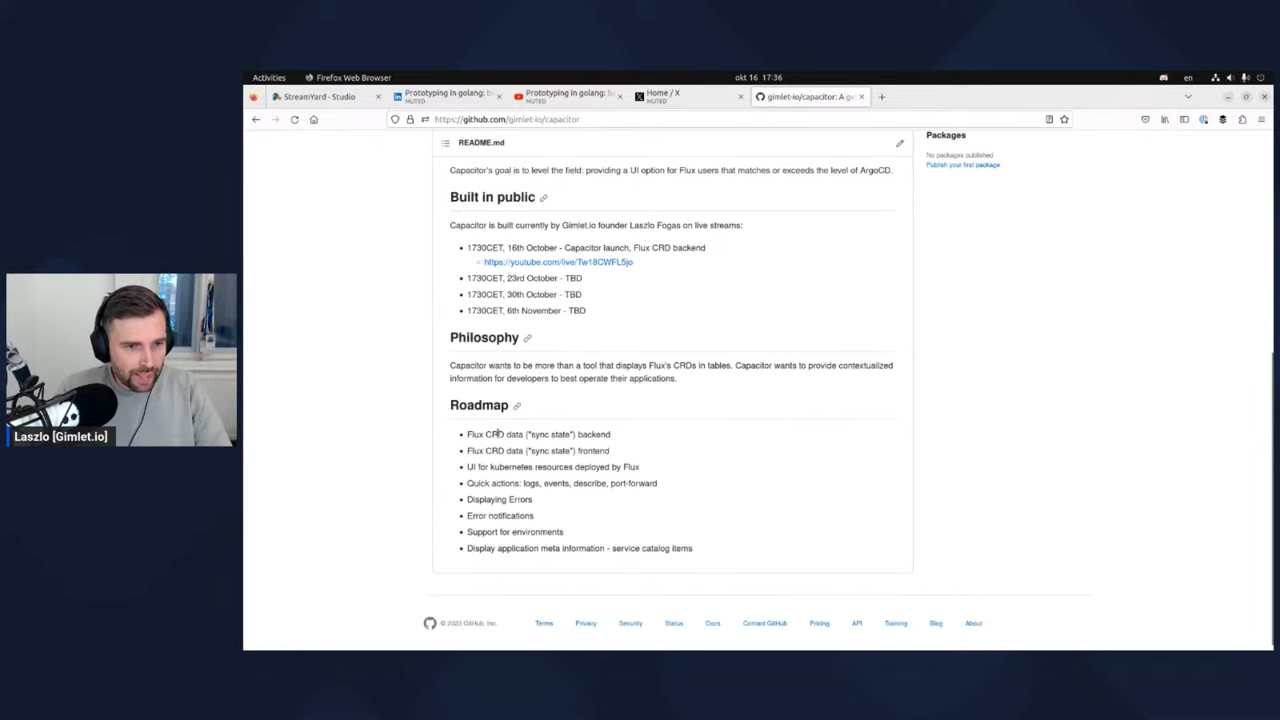 Activities
Firefox Web Browser
okt 16 17:36
en
StreamYard - Studio
Prototyping in golang: b
MUTED
Prototyping in golang: b
MUTED
Home / X
MUTED
gimlet-io/capacitor: A ge
https://github.com/gimlet-io/capacitor
README.md
Capacitor's goal is to level the field: providing a UI option for Flux users that matches or exceeds the level of ArgoCD.
Built in public
Capacitor is built currently by Gimlet.io founder Laszlo Fogas on live streams:
1730CET, 16th October - Capacitor launch, Flux CRD backend
https://youtube.com/live/Tw18CWFL5jo
1730CET, 23rd October - TBD
1730CET, 30th October - TBD
1730CET, 6th November - TBD
Philosophy
Capacitor wants to be more than a tool that displays Flux's CRDs in tables. Capacitor wants to provide contextualized
information for developers to best operate their applications.
Roadmap
Flux CRD data ("sync state") backend
Flux CRD data ("sync state") frontend
UI for kubernetes resources deployed by Flux
Quick actions: logs, events, describe, port-forward
Displaying Errors
Error notifications
Support for environments
Display application meta information - service catalog items
Packages
No packages published
Publish your first package
© 2023 GitHub, Inc.
Terms
Privacy
Security
Status
Docs
Contact GitHub
Pricing
API
Training
Blog
About
Laszlo [Gimlet.io]